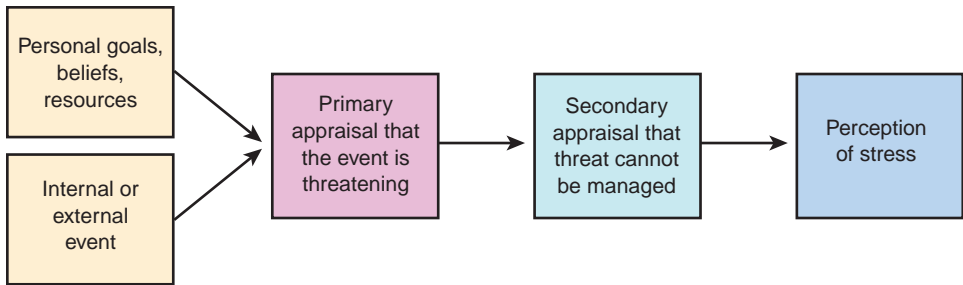 Personal goals,
beliefs,
resources
Internal or
external
event
Primary
appraisal that
the event is
threatening
Secondary
appraisal that
threat cannot
be managed
Perception
of stress